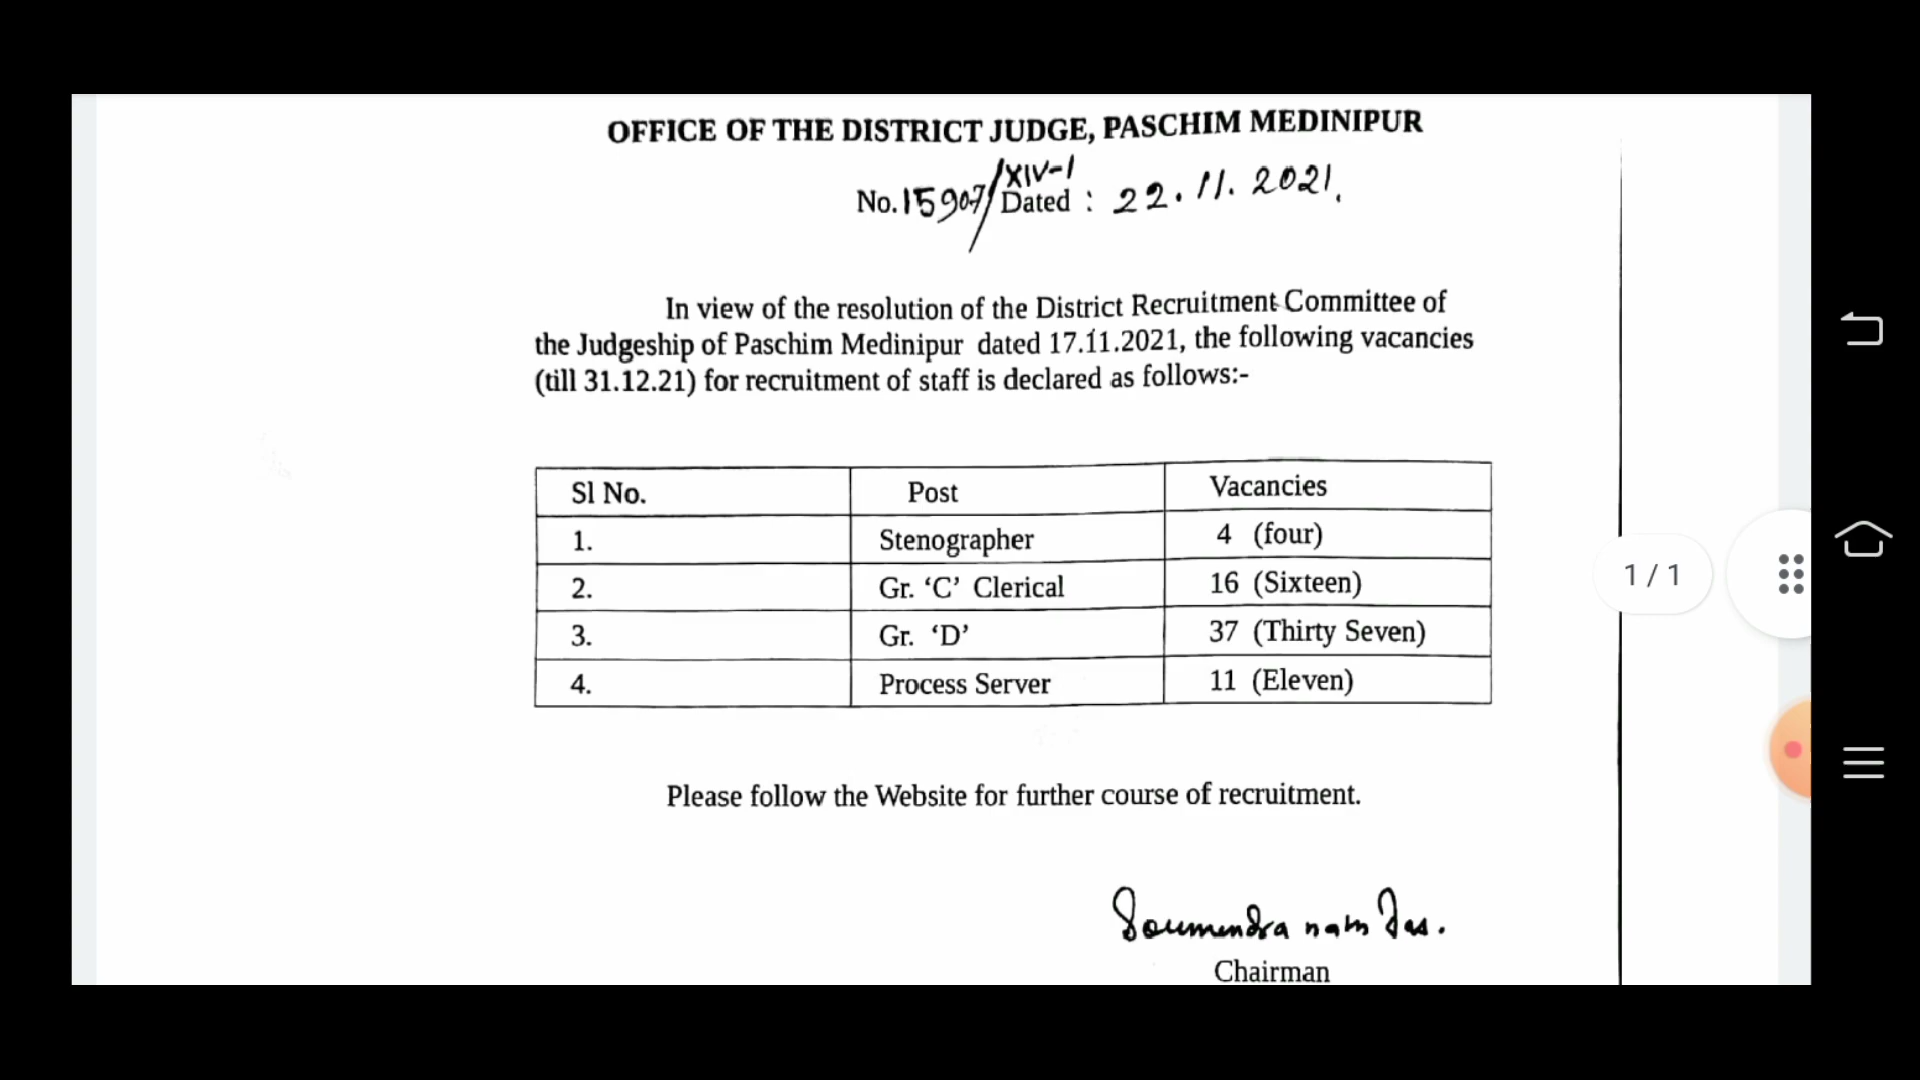 OFFICE OF THE DISTRICT JUDGE, PASCHIM MEDINIPUR
No. 15907/XIV-1 Dated : 22.11.2021.
In view of the resolution of the District Recruitment Committee of
the Judgeship of Paschim Medinipur dated 17.11.2021, the following vacancies
(till 31.12.21) for recruitment of staff is declared as follows:-
Sl No. Post Vacancies
1. Stenographer 4 (four)
2. Gr. ‘C’ Clerical 16 (Sixteen)
3. Gr. ‘D’ 37 (Thirty Seven)
4. Process Server 11 (Eleven)
1 / 1
Please follow the Website for further course of recruitment.
Soumendra nath Das.
Chairman